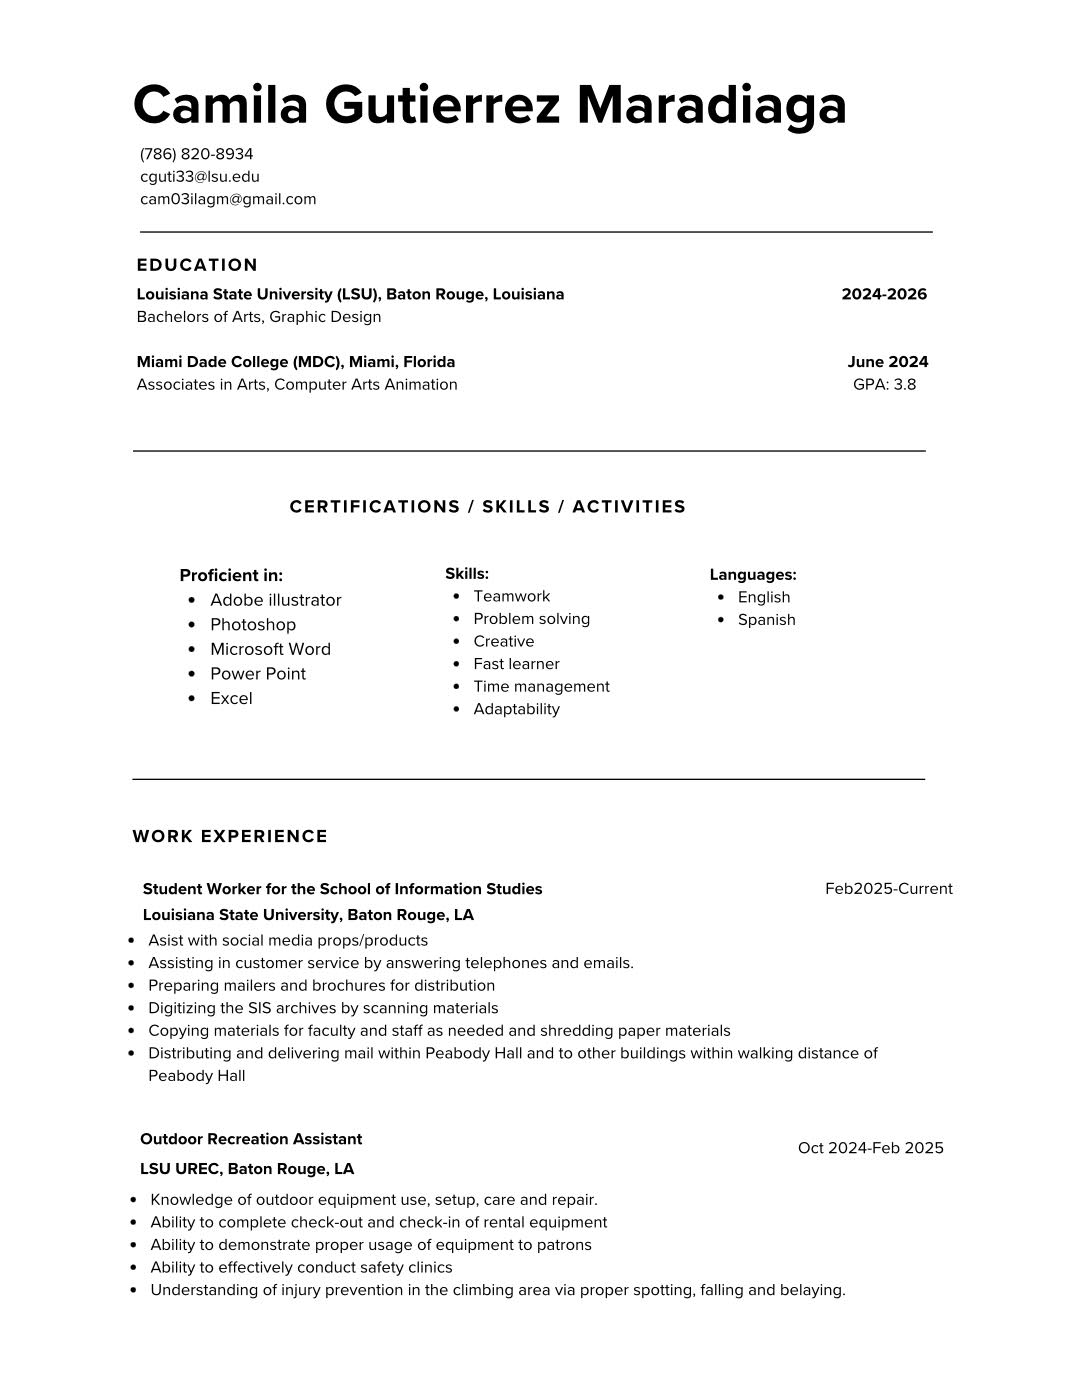 Camila Gutierrez Maradiaga
(786) 820-8934
cguti33@lsu.edu
cam03ilagm@gmail.com
EDUCATION
Louisiana State University (LSU), Baton Rouge, Louisiana 2024-2026
Bachelors of Arts, Graphic Design
Miami Dade College (MDC), Miami, Florida June 2024
Associates in Arts, Computer Arts Animation GPA: 3.8
CERTIFICATIONS / SKILLS / ACTIVITIES
Proficient in:
• Adobe illustrator
• Photoshop
• Microsoft Word
• Power Point
• Excel
Skills:
• Teamwork
• Problem solving
• Creative
• Fast learner
• Time management
• Adaptability
Languages:
• English
• Spanish
WORK EXPERIENCE
Student Worker for the School of Information Studies Feb2025-Current
Louisiana State University, Baton Rouge, LA
• Asist with social media props/products
• Assisting in customer service by answering telephones and emails.
• Preparing mailers and brochures for distribution
• Digitizing the SIS archives by scanning materials
• Copying materials for faculty and staff as needed and shredding paper materials
• Distributing and delivering mail within Peabody Hall and to other buildings within walking distance of
Peabody Hall
Outdoor Recreation Assistant Oct 2024-Feb 2025
LSU UREC, Baton Rouge, LA
• Knowledge of outdoor equipment use, setup, care and repair.
• Ability to complete check-out and check-in of rental equipment
• Ability to demonstrate proper usage of equipment to patrons
• Ability to effectively conduct safety clinics
• Understanding of injury prevention in the climbing area via proper spotting, falling and belaying.